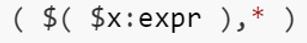 ( $( $x:expr ),* )